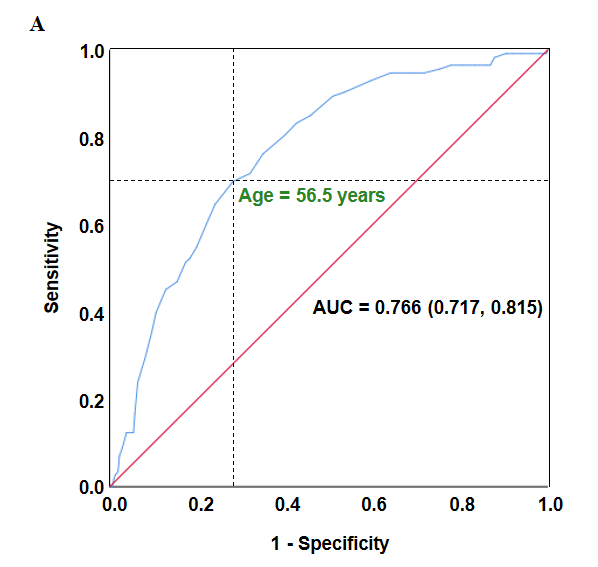 A
1.0
0.8
0.6
0.4
0.2
0.0
Sensitivity
Age = 56.5 years
AUC = 0.766 (0.717, 0.815)
0.0 0.2 0.4 0.6 0.8 1.0
1 - Specificity